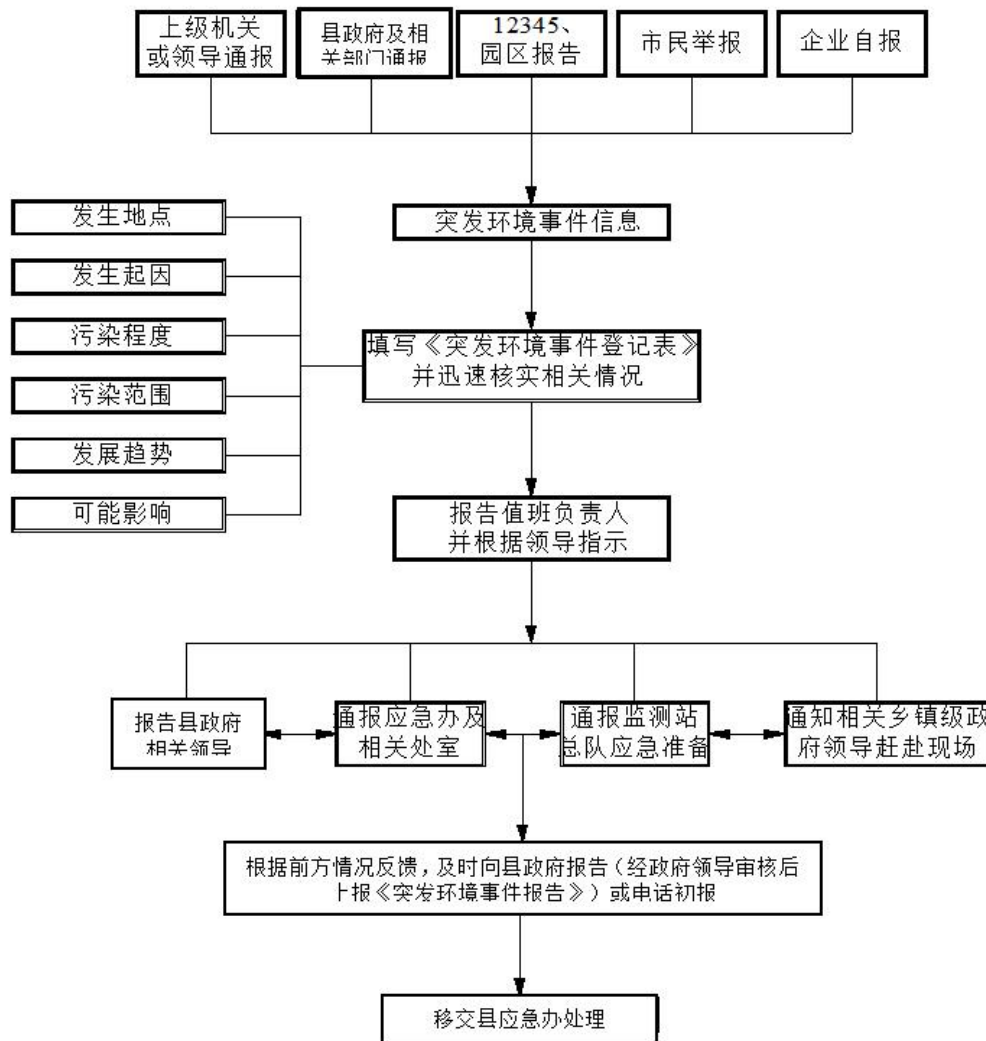 上级机关
或领导通报
县政府及相
关部门通报
12345、
园区报告
市民举报
企业自报
突发环境事件信息
发生地点
发生起因
污染程度
污染范围
发展趋势
可能影响
填写《突发环境事件登记表》
并迅速核实相关情况
报告值班负责人
并根据领导指示
报告县政府
相关领导
通报应急办及
相关处室
通报监测站
总队应急准备
通知相关乡镇级政
府领导赶赴现场
根据前方情况反馈，及时向县政府报告（经政府领导审核后
上报《突发环境事件报告》）或电话初报
移交县应急办处理